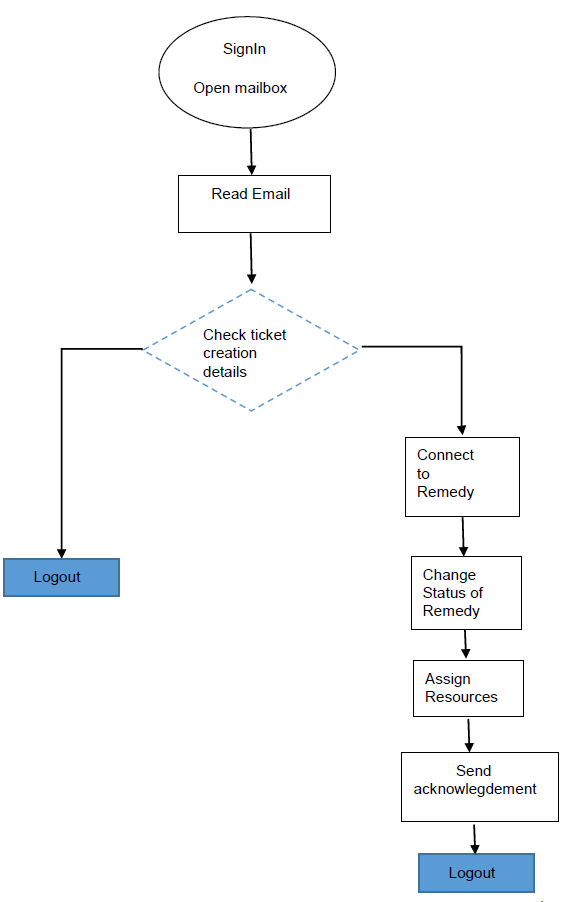 SignIn
Open mailbox
Read Email
Check ticket
creation
details
Connect
to
Remedy
Logout
Change
Status of
Remedy
Assign
Resources
Send
acknowlegdement
Logout